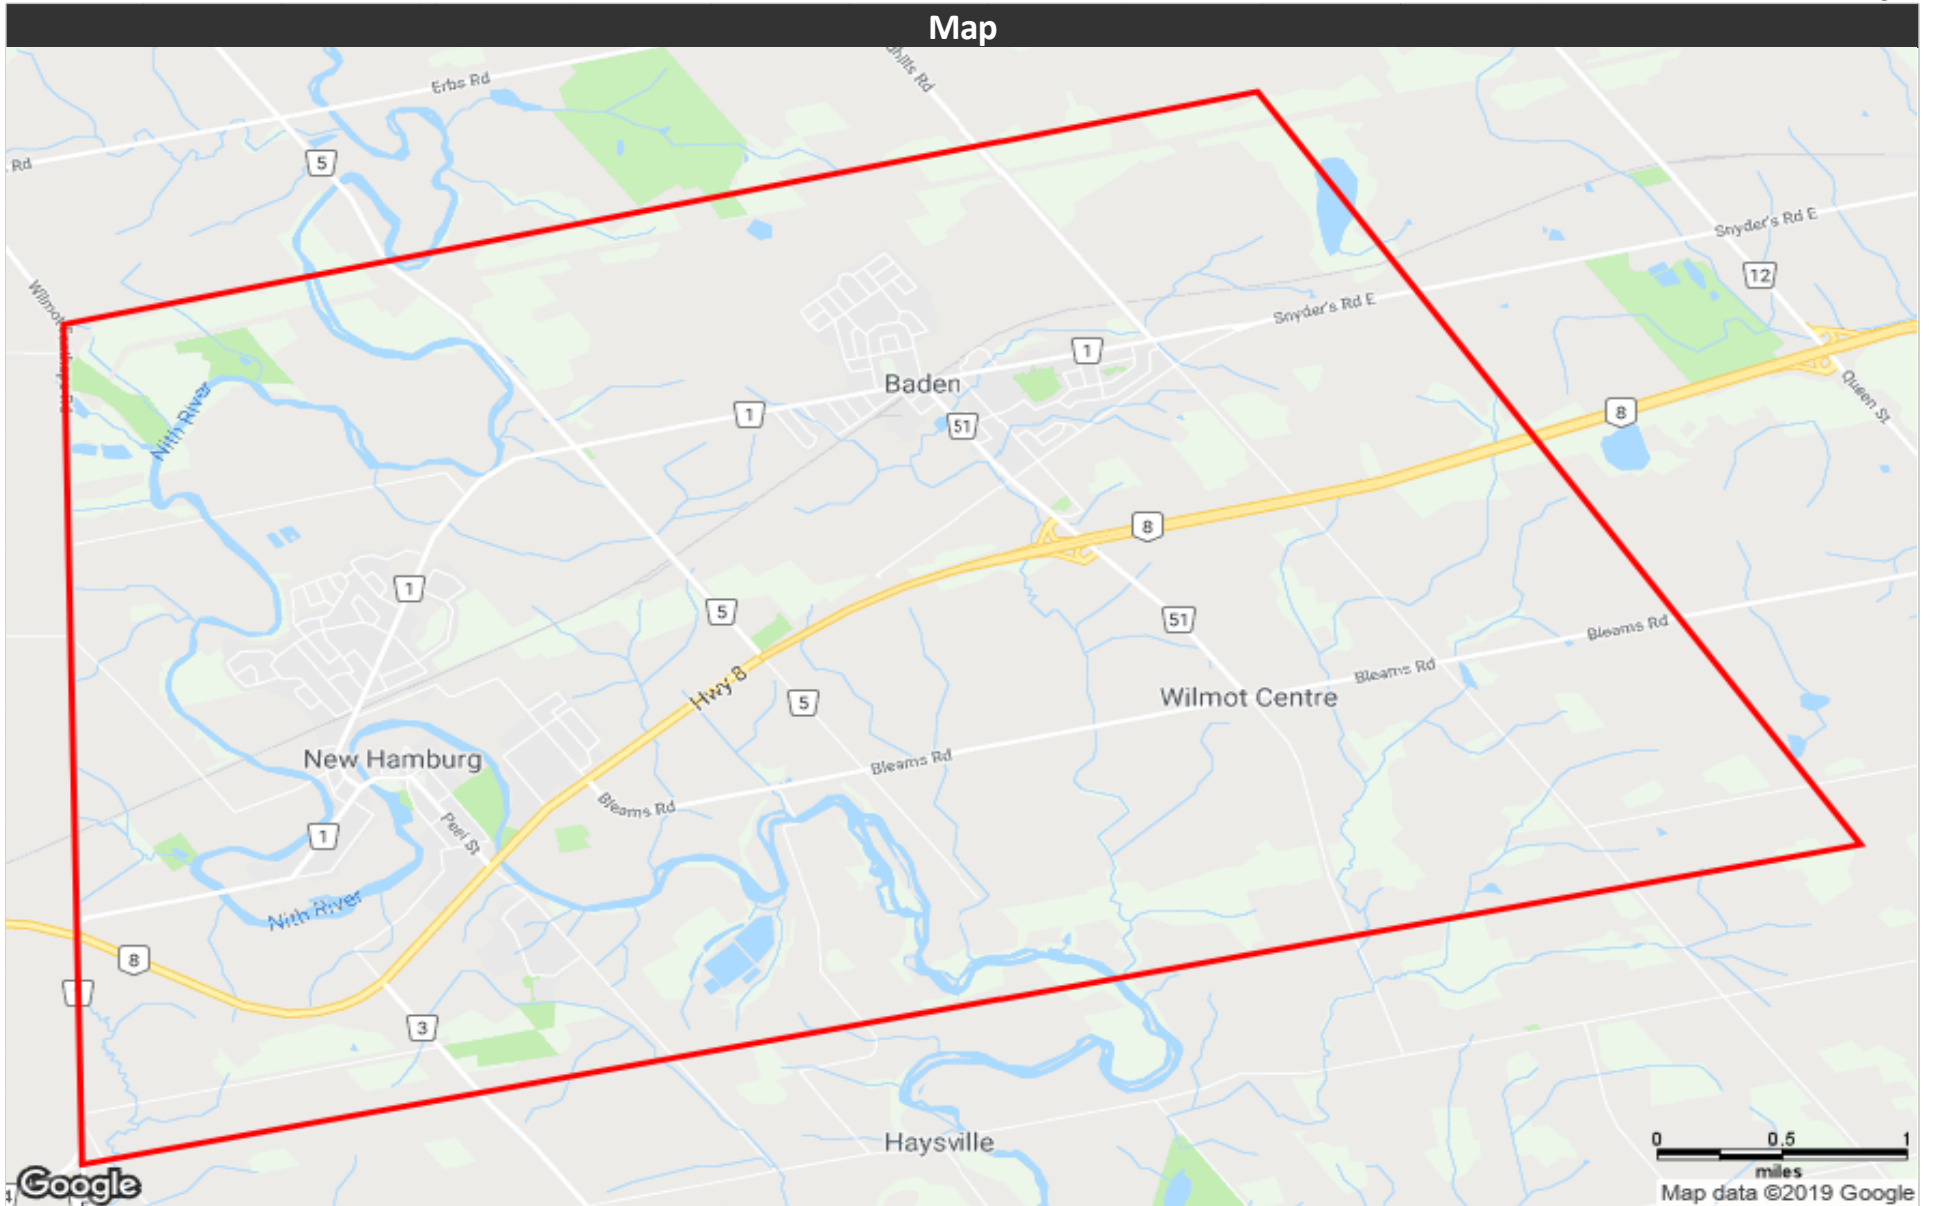 Map
Erbs Rd
Rd
5
Snyder's Rd E
12
Snyder's Rd E
1
Baden
1
51
8
Queen St
Nith River
8
1
5
51
Bleams Rd
Bleams Rd
Hwy 8
5
Wilmot Centre
New Hamburg
Bleams Rd
Bleams Rd
Peel St
1
Nith River
8
3
Haysville
0 0.5 1
miles
Google
Map data ©2019 Google